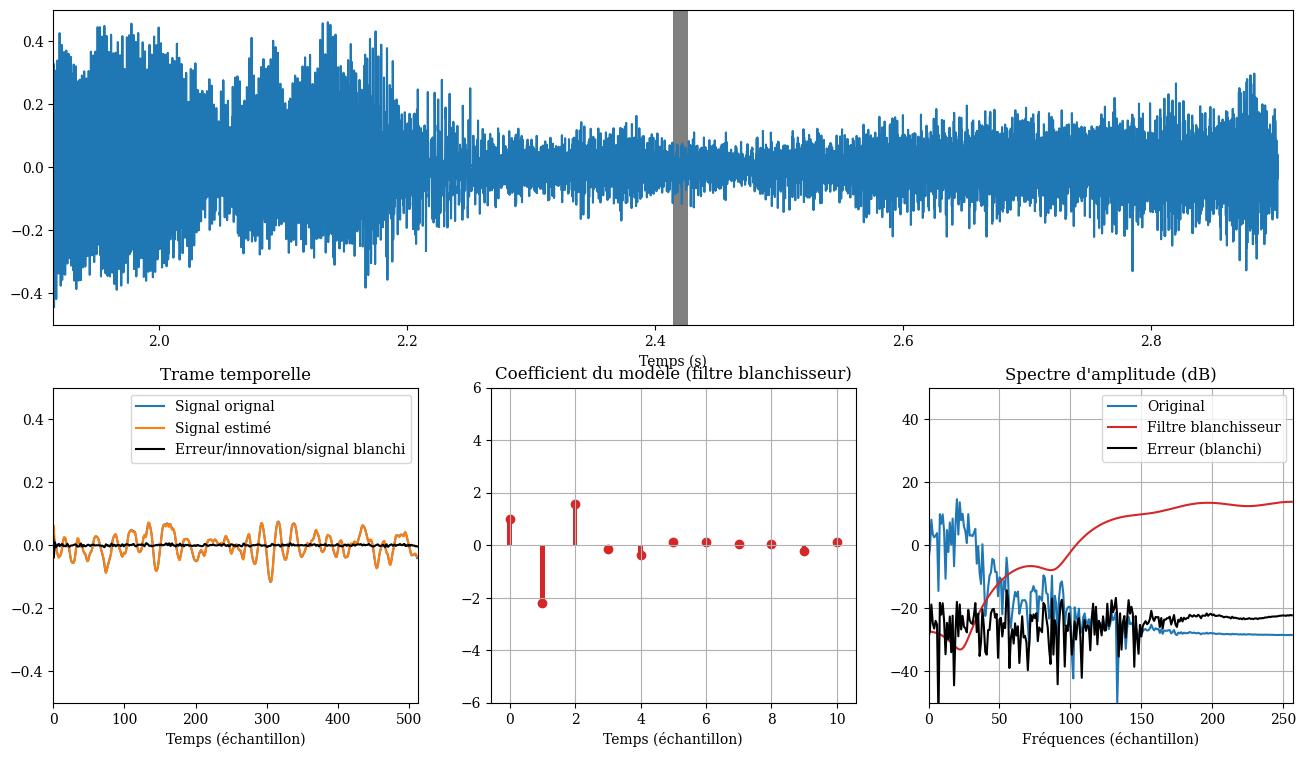 0.4
0.2
0.0
−0.2
−0.4
2.0 2.2 2.4 2.6 2.8
Temps (s)
Trame temporelle
Signal orignal
Signal estimé
Erreur/innovation/signal blanchi
0.4
0.2
0.0
−0.2
−0.4
0 100 200 300 400 500
Temps (échantillon)
Coefficient du modèle (filtre blanchisseur)
6
4
2
0
−2
−4
−6
0 2 4 6 8 10
Temps (échantillon)
Spectre d'amplitude (dB)
Original
Filtre blanchisseur
Erreur (blanchi)
40
20
0
−20
−40
0 50 100 150 200 250
Fréquences (échantillon)